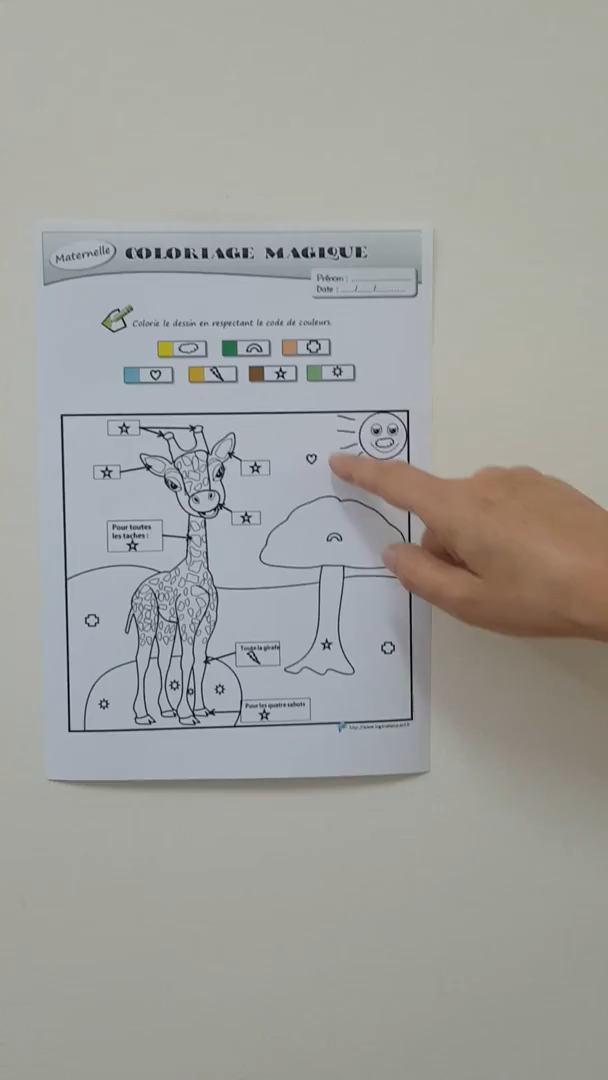 Maternelle
COLORIAGE MAGIQUE
Prénom : ......................
Date : ..../..../..........
Colorie le dessin en respectant le code de couleurs.
Pour toutes
les taches :
Toute la girafe
Pour les quatre sabots